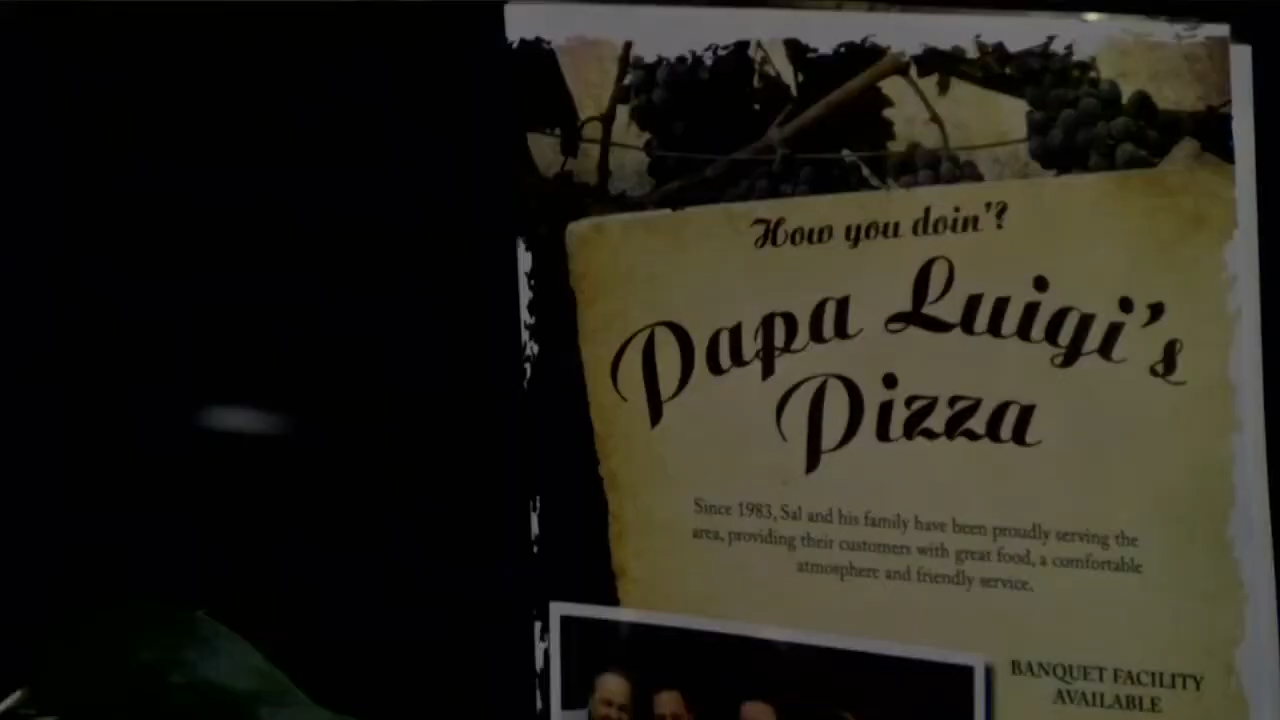 How you doin'?
Papa Luigi's
Pizza
Since 1983, Sal and his family have been proudly serving the
area, providing their customers with great food, a comfortable
atmosphere and friendly service.
BANQUET FACILITY
AVAILABLE